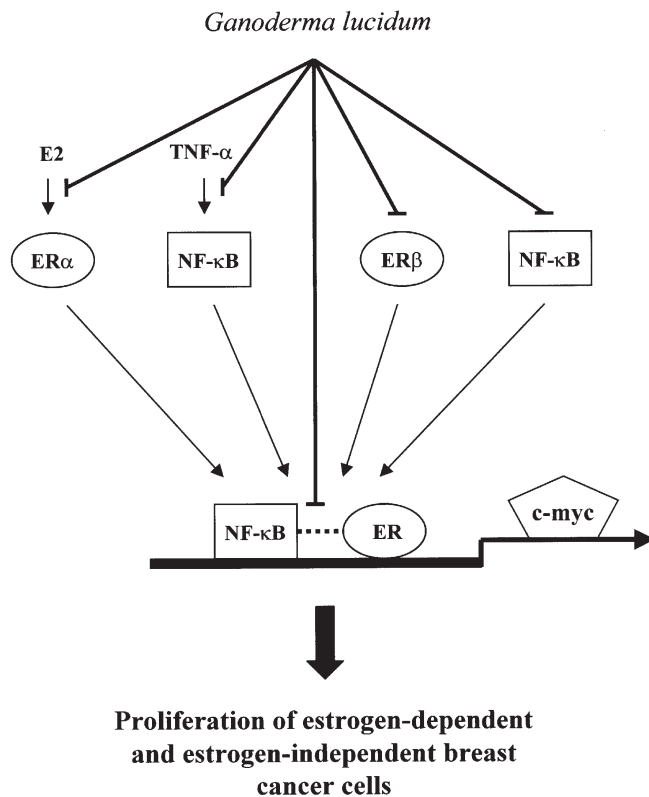 Ganoderma lucidum
E2
TNF-α
ERα
NF-κB
ERβ
NF-κB
c-myc
NF-κB
ER
Proliferation of estrogen-dependent
and estrogen-independent breast
cancer cells